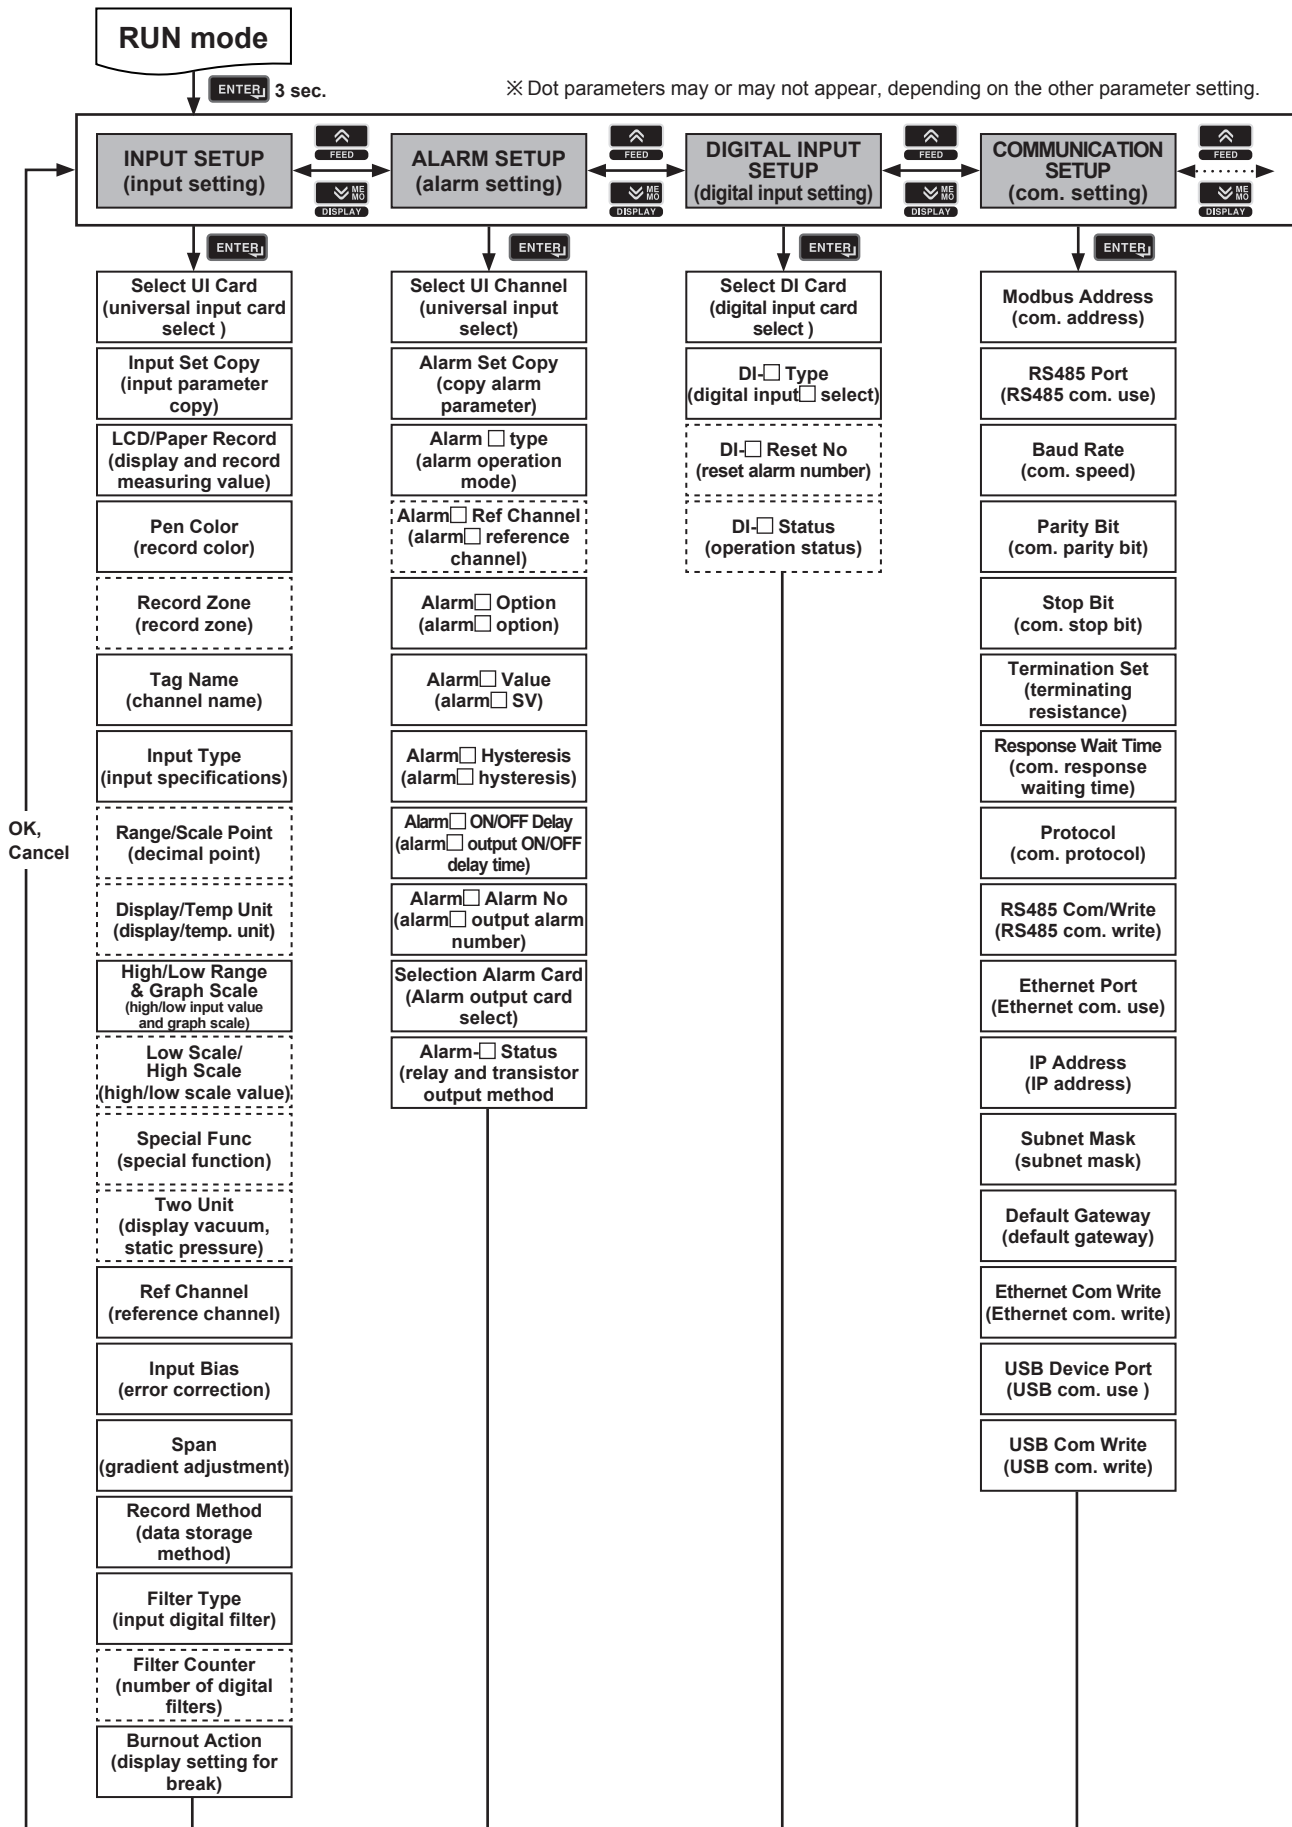 RUN mode
ENTER 3 sec.
※ Dot parameters may or may not appear, depending on the other parameter setting.
INPUT SETUP
(input setting)
FEED
MEMO
DISPLAY
ALARM SETUP
(alarm setting)
FEED
MEMO
DISPLAY
DIGITAL INPUT
SETUP
(digital input setting)
FEED
MEMO
DISPLAY
COMMUNICATION
SETUP
(com. setting)
FEED
MEMO
DISPLAY
OK,
Cancel
ENTER
Select UI Card
(universal input card
select )
Input Set Copy
(input parameter
copy)
LCD/Paper Record
(display and record
measuring value)
Pen Color
(record color)
Record Zone
(record zone)
Tag Name
(channel name)
Input Type
(input specifications)
Range/Scale Point
(decimal point)
Display/Temp Unit
(display/temp. unit)
High/Low Range
& Graph Scale
(high/low input value
and graph scale)
Low Scale/
High Scale
(high/low scale value)
Special Func
(special function)
Two Unit
(display vacuum,
static pressure)
Ref Channel
(reference channel)
Input Bias
(error correction)
Span
(gradient adjustment)
Record Method
(data storage
method)
Filter Type
(input digital filter)
Filter Counter
(number of digital
filters)
Burnout Action
(display setting for
break)
ENTER
Select UI Channel
(universal input
select)
Alarm Set Copy
(copy alarm
parameter)
Alarm □ type
(alarm operation
mode)
Alarm□ Ref Channel
(alarm□ reference
channel)
Alarm□ Option
(alarm□ option)
Alarm□ Value
(alarm□ SV)
Alarm□ Hysteresis
(alarm□ hysteresis)
Alarm□ ON/OFF Delay
(alarm□ output ON/OFF
delay time)
Alarm□ Alarm No
(alarm□ output alarm
number)
Selection Alarm Card
(Alarm output card
select)
Alarm-□ Status
(relay and transistor
output method
ENTER
Select DI Card
(digital input card
select )
DI-□ Type
(digital input□ select)
DI-□ Reset No
(reset alarm number)
DI-□ Status
(operation status)
ENTER
Modbus Address
(com. address)
RS485 Port
(RS485 com. use)
Baud Rate
(com. speed)
Parity Bit
(com. parity bit)
Stop Bit
(com. stop bit)
Termination Set
(terminating
resistance)
Response Wait Time
(com. response
waiting time)
Protocol
(com. protocol)
RS485 Com/Write
(RS485 com. write)
Ethernet Port
(Ethernet com. use)
IP Address
(IP address)
Subnet Mask
(subnet mask)
Default Gateway
(default gateway)
Ethernet Com Write
(Ethernet com. write)
USB Device Port
(USB com. use )
USB Com Write
(USB com. write)